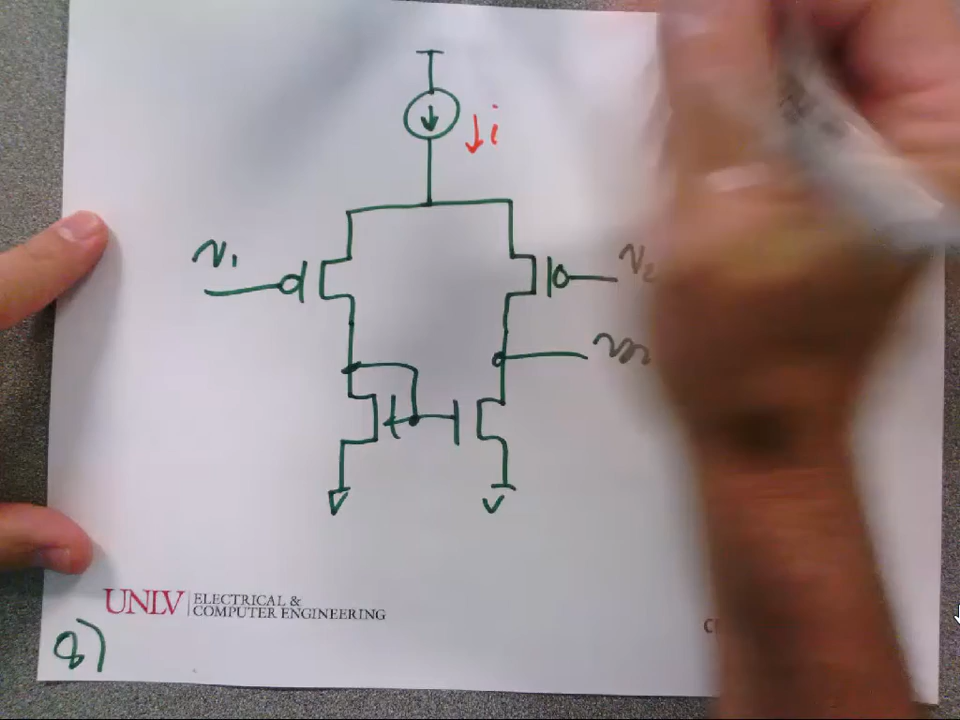 i
v₁
v₂
UNLV | ELECTRICAL &
COMPUTER ENGINEERING
8)